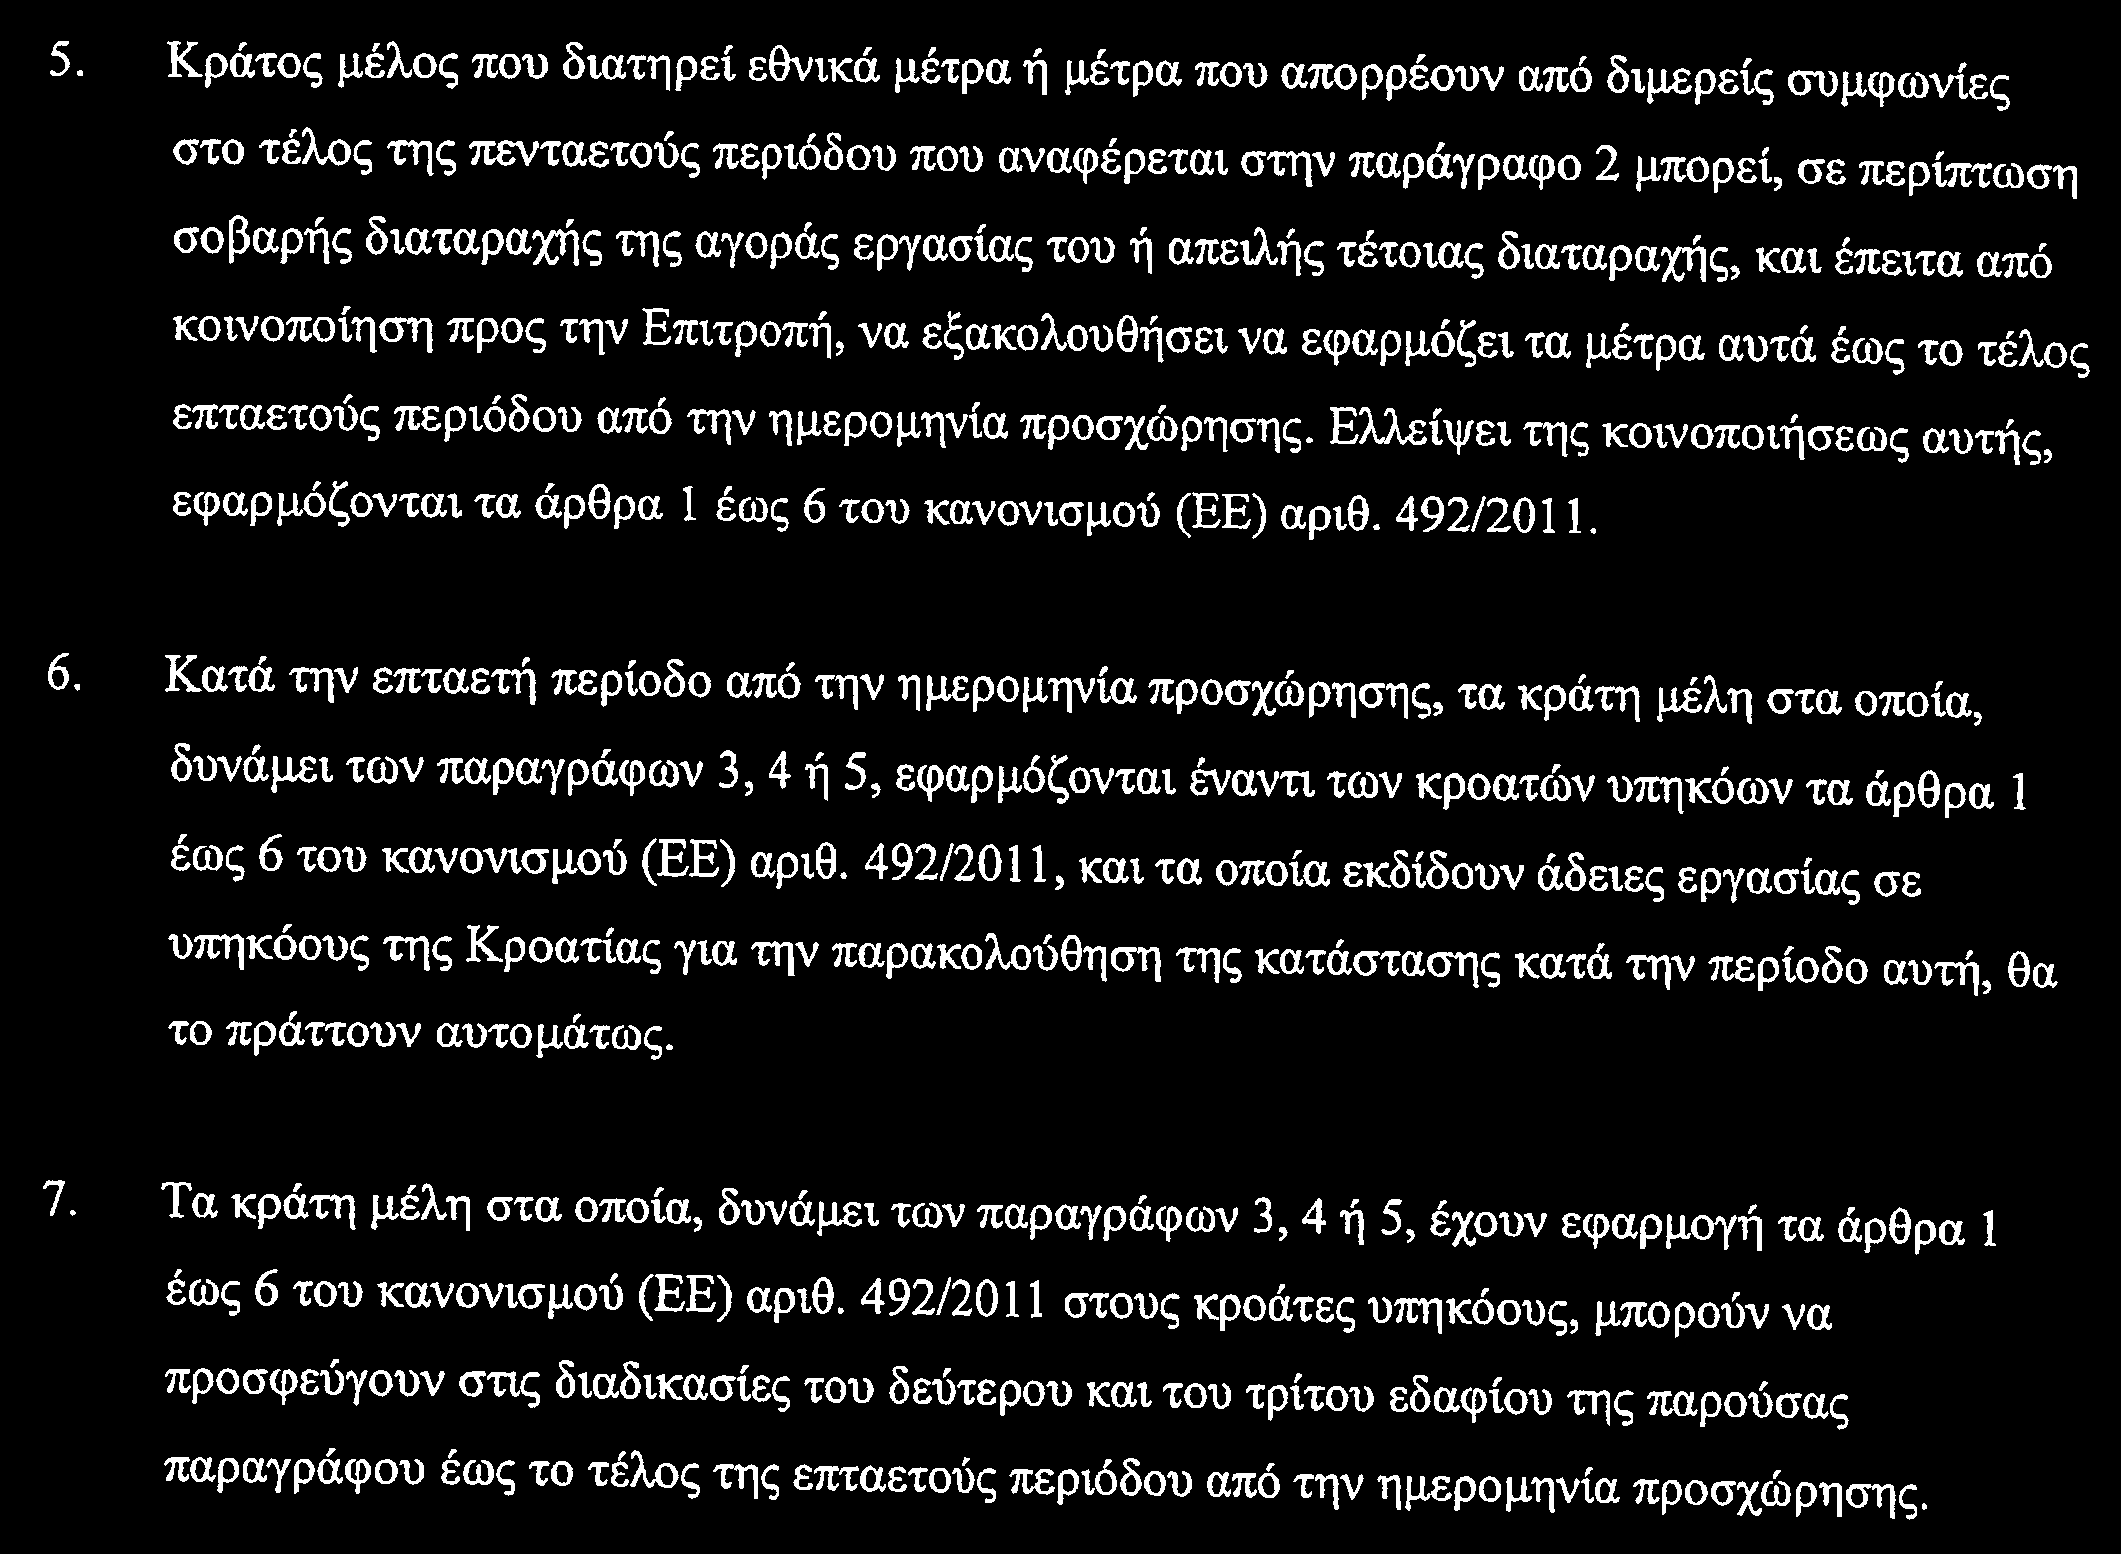 5. Κράτος μέλος που διατηρεί εθνικά μέτρα ή μέτρα που απορρέουν από διμερείς συμφωνίες
στο τέλος της πενταετούς περιόδου που αναφέρεται στην παράγραφο 2 μπορεί, σε περίπτωση
σοβαρής διαταραχής της αγοράς εργασίας του ή απειλής τέτοιας διαταραχής, και έπειτα από
κοινοποίηση προς την Επιτροπή, να εξακολουθήσει να εφαρμόζει τα μέτρα αυτά έως το τέλος
επταετούς περιόδου από την ημερομηνία προσχώρησης. Ελλείψει της κοινοποιήσεως αυτής,
εφαρμόζονται τα άρθρα 1 έως 6 του κανονισμού (ΕΕ) αριθ. 492/2011.
6. Κατά την επταετή περίοδο από την ημερομηνία προσχώρησης, τα κράτη μέλη στα οποία,
δυνάμει των παραγράφων 3, 4 ή 5, εφαρμόζονται έναντι των κροατών υπηκόων τα άρθρα 1
έως 6 του κανονισμού (ΕΕ) αριθ. 492/2011, και τα οποία εκδίδουν άδειες εργασίας σε
υπηκόους της Κροατίας για την παρακολούθηση της κατάστασης κατά την περίοδο αυτή, θα
το πράττουν αυτομάτως.
7. Τα κράτη μέλη στα οποία, δυνάμει των παραγράφων 3, 4 ή 5, έχουν εφαρμογή τα άρθρα 1
έως 6 του κανονισμού (ΕΕ) αριθ. 492/2011 στους κροάτες υπηκόους, μπορούν να
προσφεύγουν στις διαδικασίες του δεύτερου και του τρίτου εδαφίου της παρούσας
παραγράφου έως το τέλος της επταετούς περιόδου από την ημερομηνία προσχώρησης.